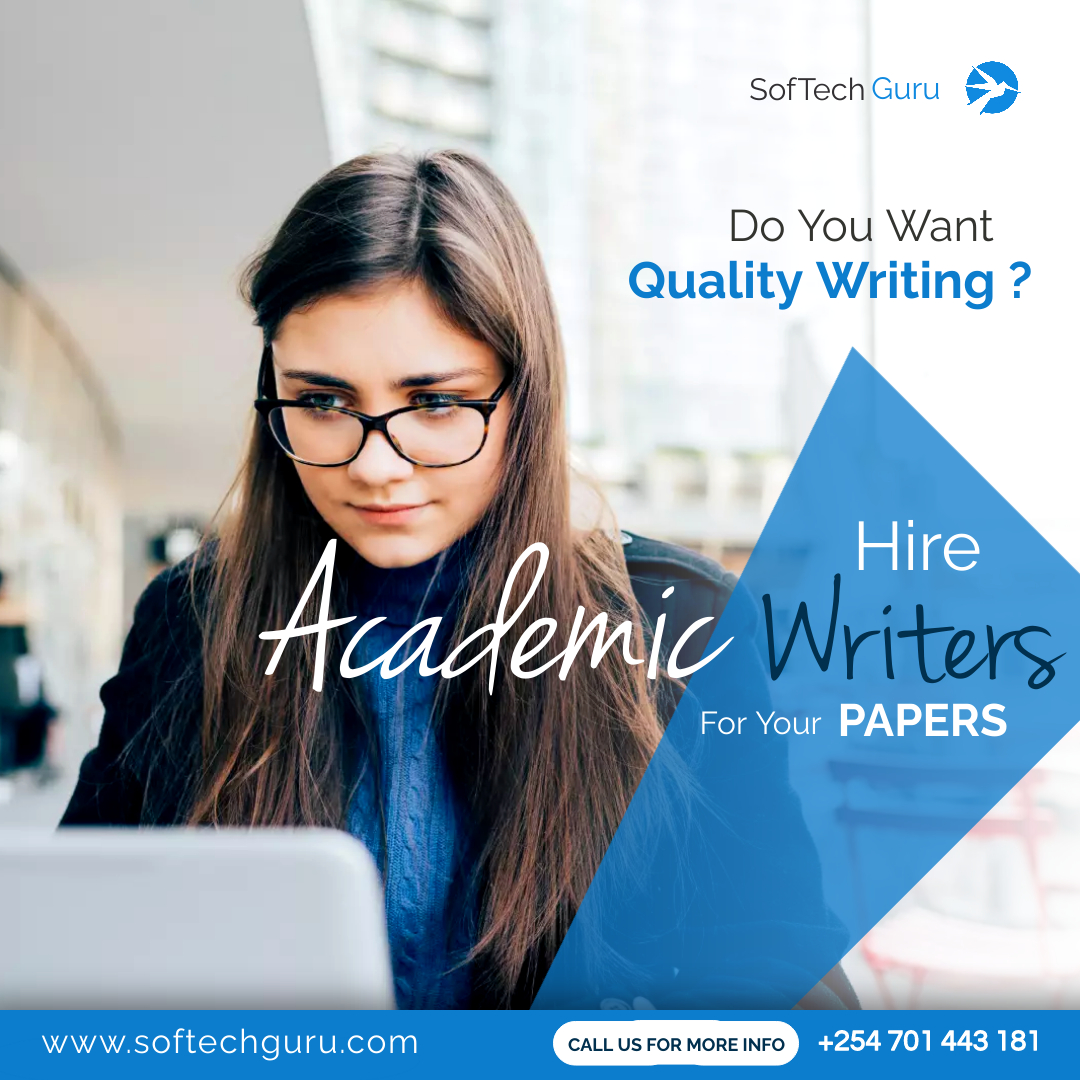 SofTech Guru
Do You Want
Quality Writing ?
Hire
Academic Writers
For Your PAPERS
www.softechguru.com
CALL US FOR MORE INFO
+254 701 443 181